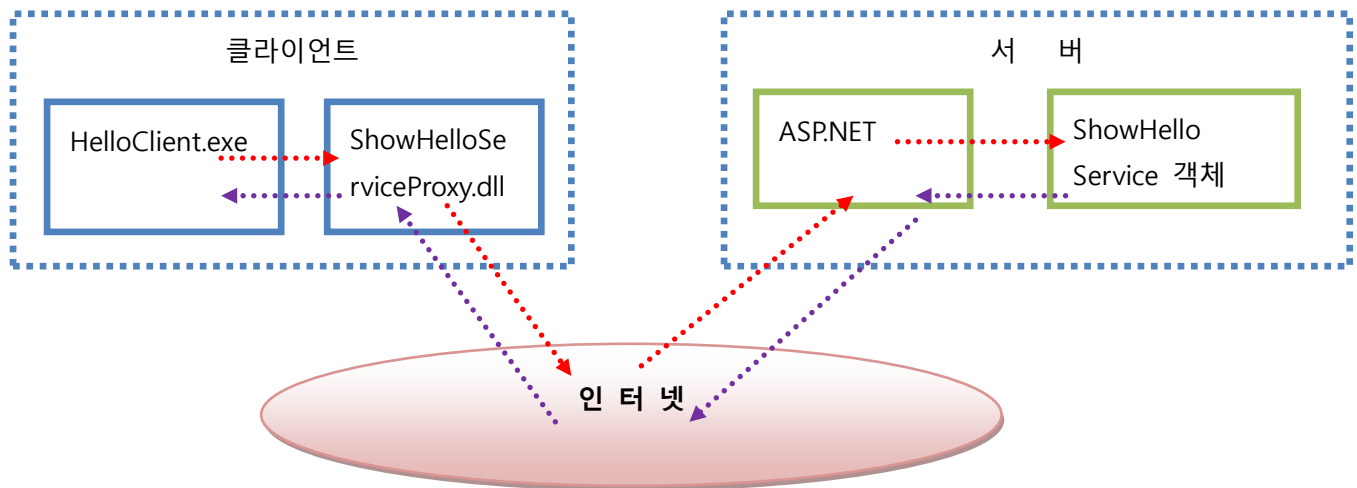 클라이언트
HelloClient.exe
ShowHelloSe
rviceProxy.dll
서 버
ASP.NET
ShowHello
Service 객체
인 터 넷